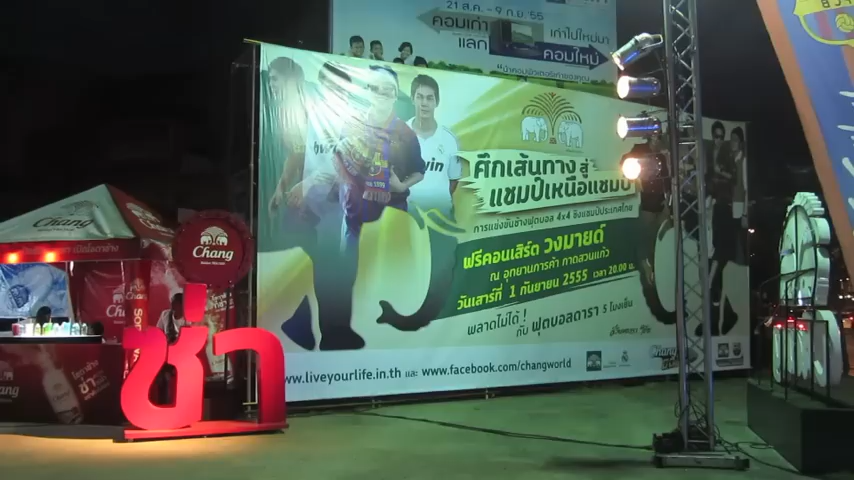 21 ส.ค. - 9 ก.ย. 55
คอมเก่า
แลก
เก่าไปใหม่มา
คอมใหม่
ศึกเส้นทาง สู่
แชมป์เหนือแชมป์
การแข่งขันช้างฟุตบอล 4x4 ชิงแชมป์ประเทศไทย
ฟรีคอนเสิร์ต วงมายด์
ณ อุทยานการค้า กาดสวนแก้ว
วันเสาร์ที่ 1 กันยายน 2555 เวลา 20.00 น.
พลาดไม่ได้ ! กับ ฟุตบอลดารา
www.liveyourlife.in.th และ www.facebook.com/changworld
Chang
Chang
Chang
Chang
ช่า